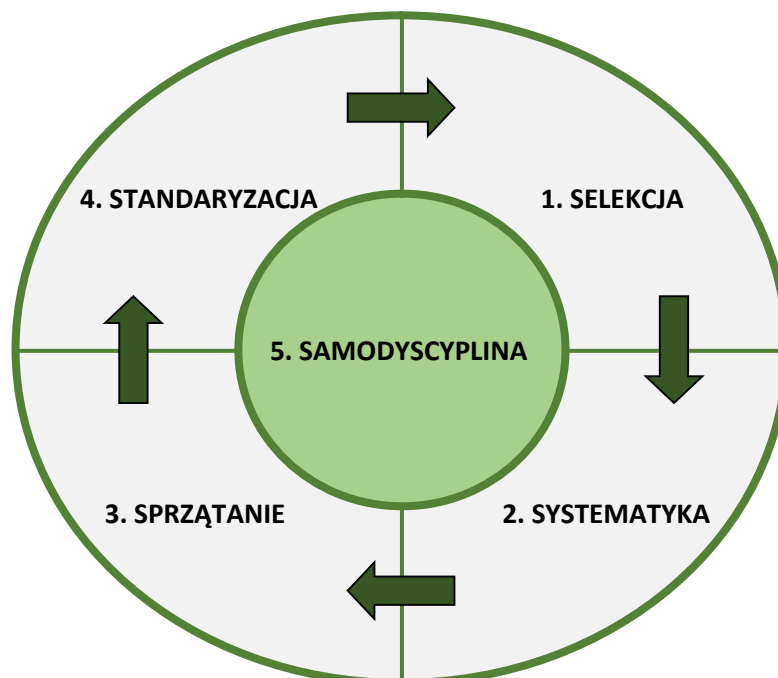 4. STANDARYZACJA
1. SELEKCJA
5. SAMODYSCYPLINA
3. SPRZĄTANIE
2. SYSTEMATYKA